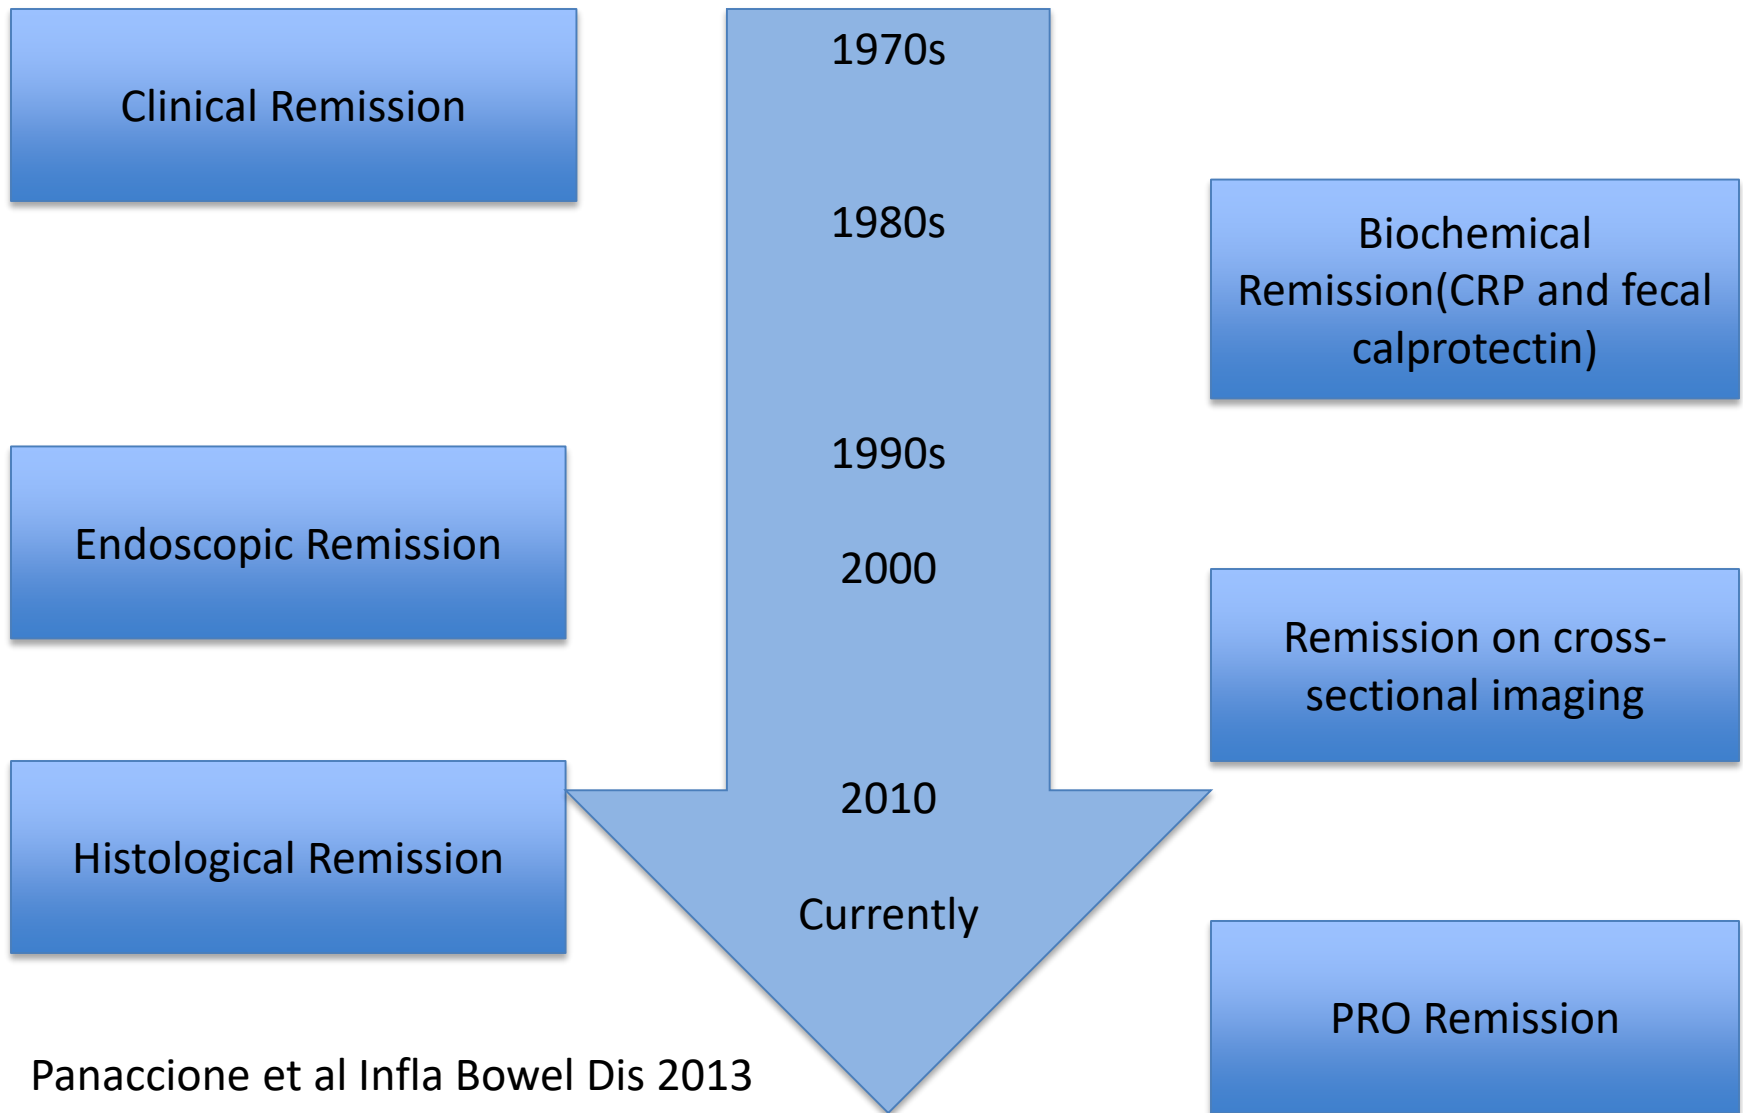 1970s
Clinical Remission
1980s
Biochemical
Remission(CRP and fecal
calprotectin)
1990s
Endoscopic Remission
2000
Remission on cross-
sectional imaging
2010
Histological Remission
Currently
PRO Remission
Panaccione et al Infla Bowel Dis 2013